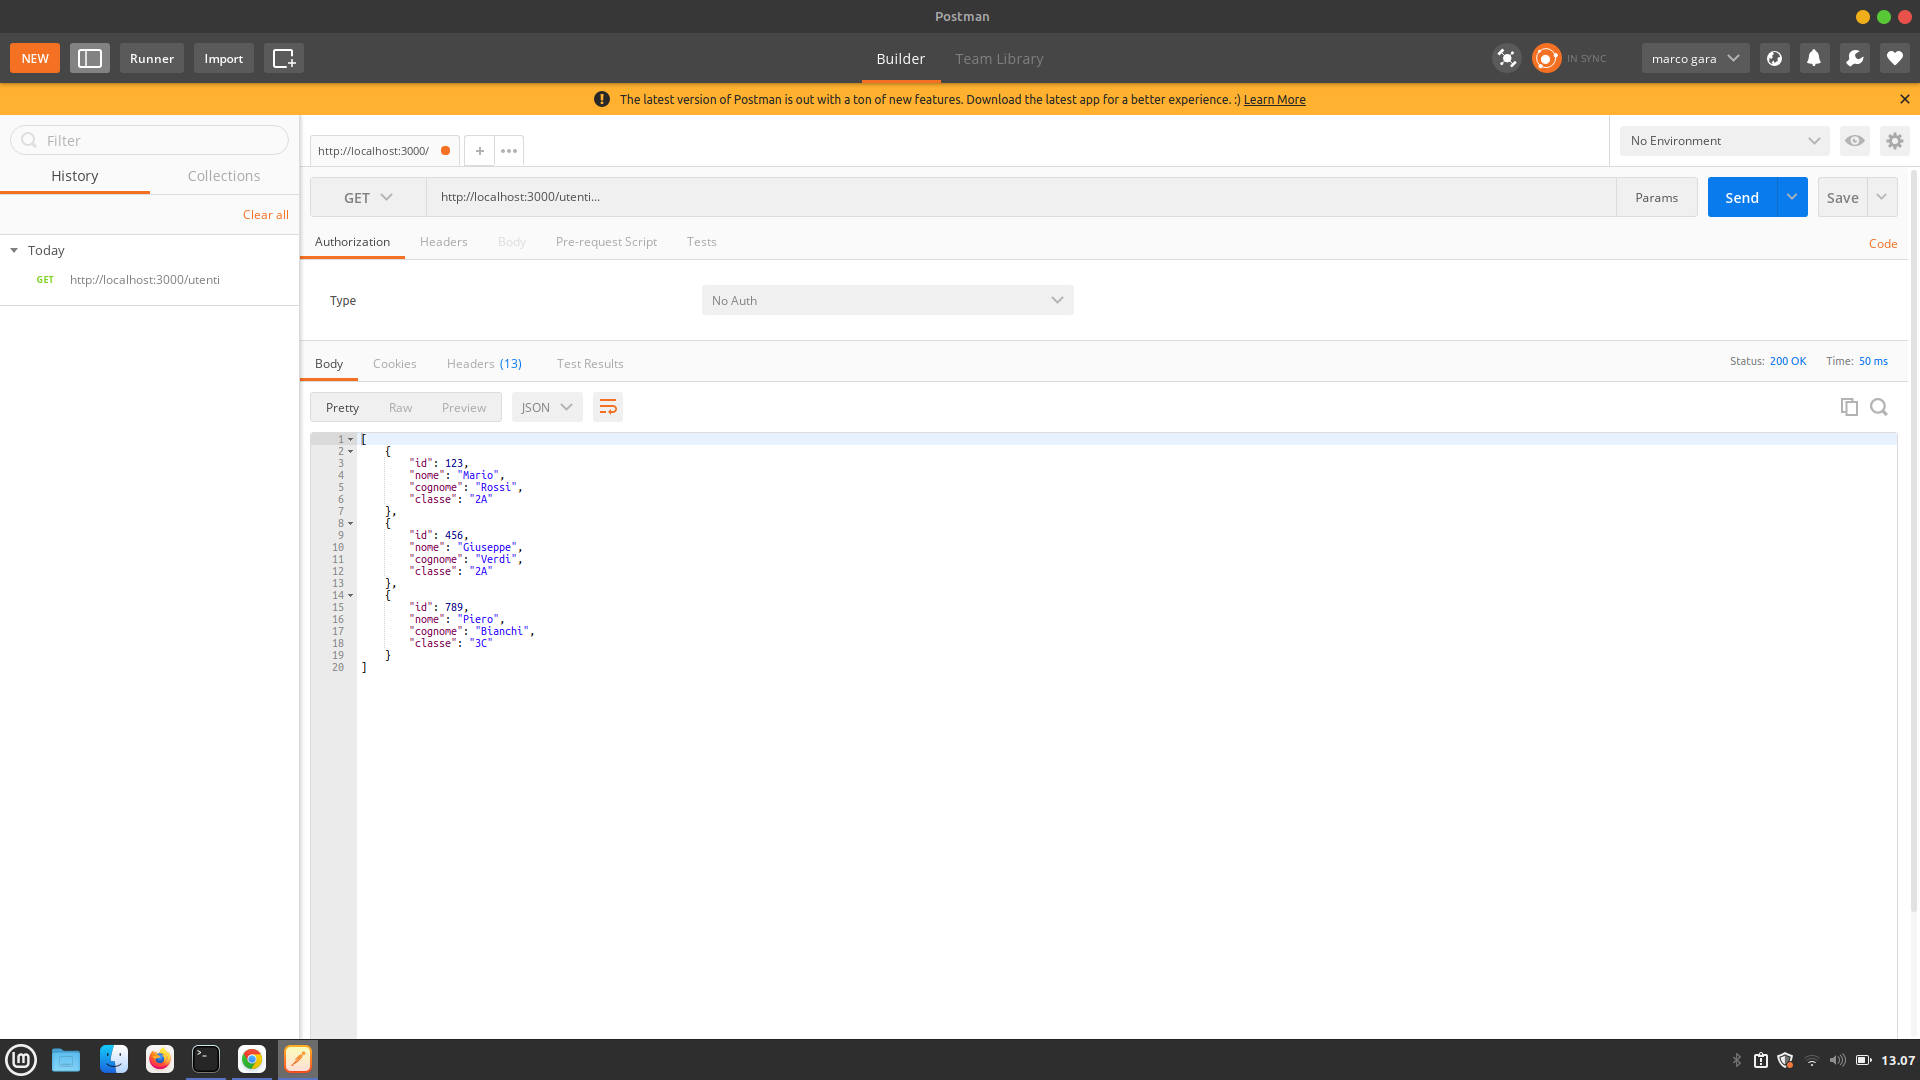 Postman
NEW Runner Import Builder Team Library IN SYNC marco gara
The latest version of Postman is out with a ton of new features. Download the latest app for a better experience. :) Learn More
Filter
History Collections
Clear all
Today
GET http://localhost:3000/utenti
http://localhost:3000/ + No Environment
GET http://localhost:3000/utenti... Params Send Save
Authorization Headers Body Pre-request Script Tests Code
Type No Auth
Body Cookies Headers (13) Test Results Status: 200 OK Time: 50 ms
Pretty Raw Preview JSON
1 [
2 {
3 "id": 123,
4 "nome": "Mario",
5 "cognome": "Rossi",
6 "classe": "2A"
7 },
8 {
9 "id": 456,
10 "nome": "Giuseppe",
11 "cognome": "Verdi",
12 "classe": "2A"
13 },
14 {
15 "id": 789,
16 "nome": "Piero",
17 "cognome": "Bianchi",
18 "classe": "3C"
19 }
20 ]
13.07